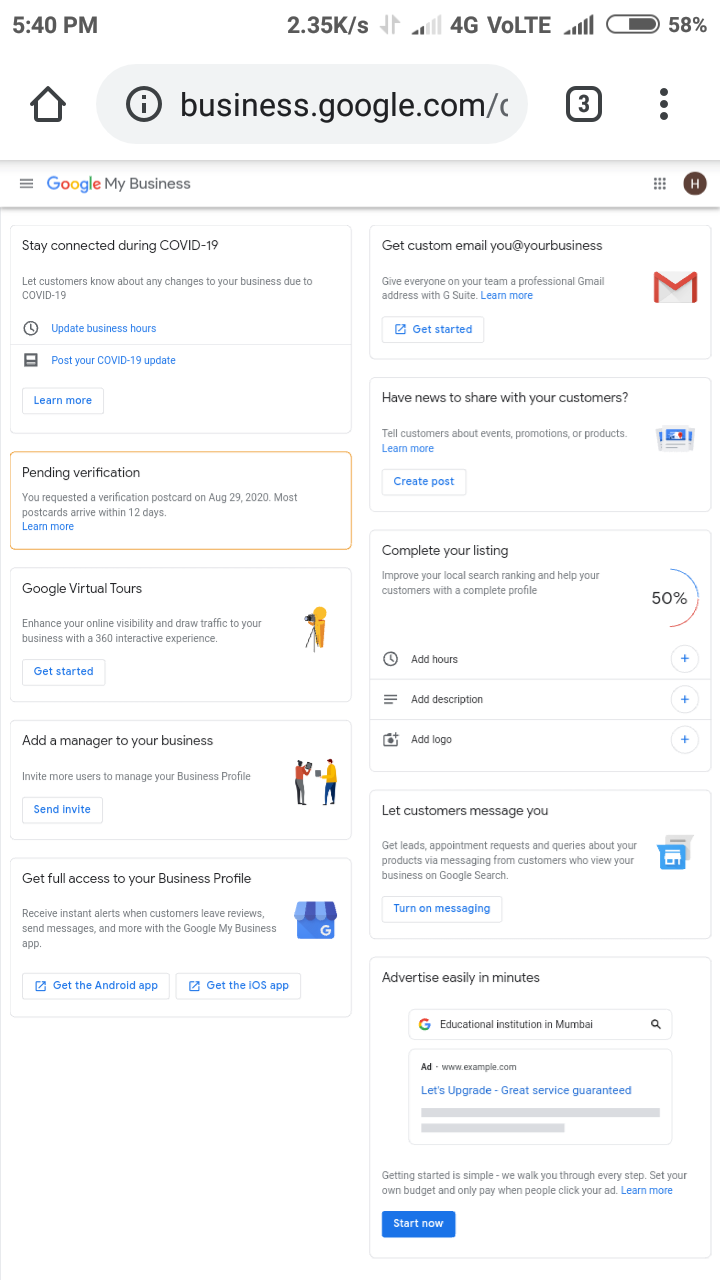 5:40 PM
2.35K/s
4G VoLTE
58%
business.google.com/
3
Google My Business
H
Stay connected during COVID-19
Let customers know about any changes to your business due to
COVID-19
Update business hours
Post your COVID-19 update
Learn more
Pending verification
You requested a verification postcard on Aug 29, 2020. Most
postcards arrive within 12 days.
Learn more
Google Virtual Tours
Enhance your online visibility and draw traffic to your
business with a 360 interactive experience.
Get started
Add a manager to your business
Invite more users to manage your Business Profile
Send invite
Get full access to your Business Profile
Receive instant alerts when customers leave reviews,
send messages, and more with the Google My Business
app.
G
Get the Android app
Get the iOS app
Get custom email you@yourbusiness
Give everyone on your team a professional Gmail
address with G Suite. Learn more
Get started
Have news to share with your customers?
Tell customers about events, promotions, or products.
Learn more
Create post
Complete your listing
Improve your local search ranking and help your
customers with a complete profile
50%
Add hours
Add description
Add logo
Let customers message you
Get leads, appointment requests and queries about your
products via messaging from customers who view your
business on Google Search.
Turn on messaging
Advertise easily in minutes
G
Educational institution in Mumbai
Ad · www.example.com
Let's Upgrade - Great service guaranteed
Getting started is simple - we walk you through every step. Set your
own budget and only pay when people click your ad. Learn more
Start now